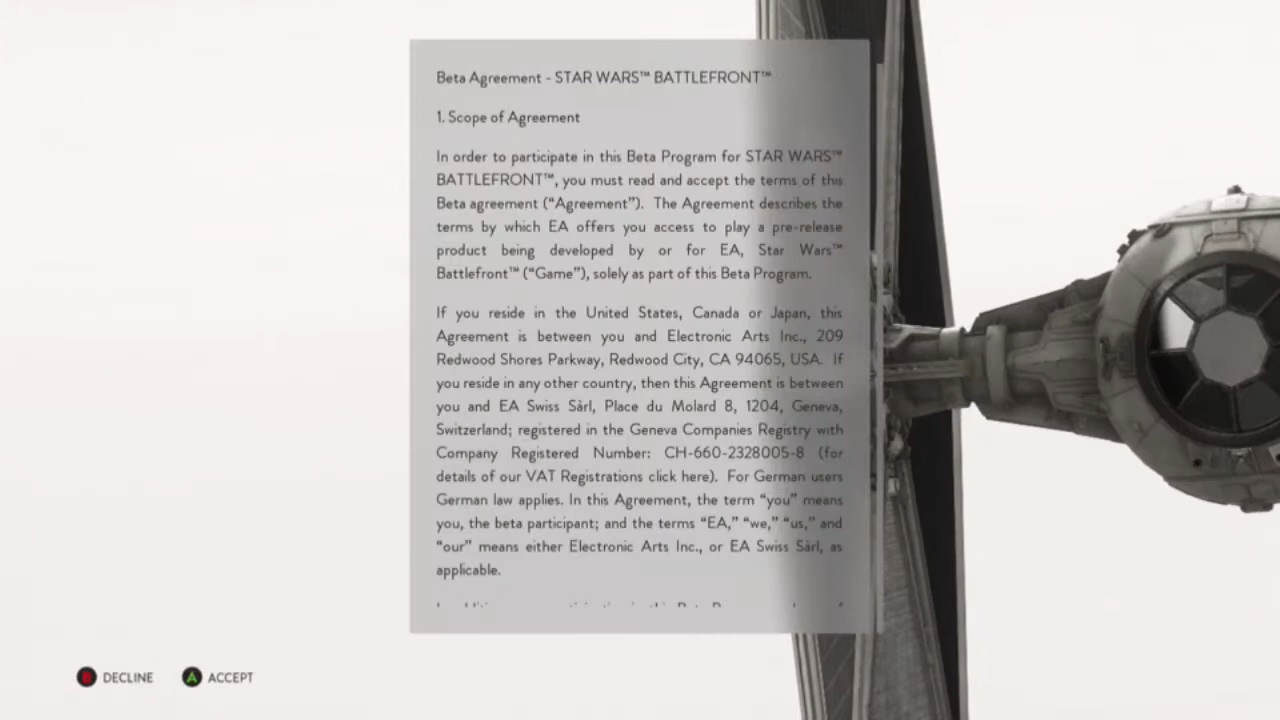 Beta Agreement - STAR WARS™ BATTLEFRONT™
1. Scope of Agreement
In order to participate in this Beta Program for STAR WARS™
BATTLEFRONT™, you must read and accept the terms of this
Beta agreement (“Agreement”).  The Agreement describes the
terms by which EA offers you access to play a pre-release
product being developed by or for EA, Star Wars™
Battlefront™ (“Game”), solely as part of this Beta Program.
If you reside in the United States, Canada or Japan, this
Agreement is between you and Electronic Arts Inc., 209
Redwood Shores Parkway, Redwood City, CA 94065, USA.  If
you reside in any other country, then this Agreement is between
you and EA Swiss Sàrl, Place du Molard 8, 1204, Geneva,
Switzerland; registered in the Geneva Companies Registry with
Company Registered Number: CH-660-2328005-8 (for
details of our VAT Registrations click here).  For German users
German law applies. In this Agreement, the term “you” means
you, the beta participant; and the terms “EA,” “we,” “us,” and
“our” means either Electronic Arts Inc., or EA Swiss Sàrl, as
applicable.
B DECLINE
A ACCEPT